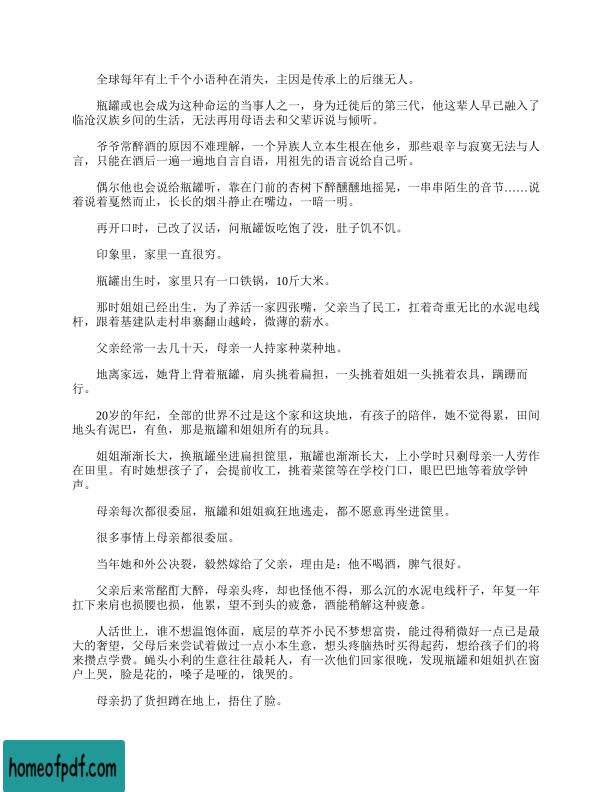 全球每年有上千个小语种在消失，主因是传承上的后继无人。
瓶罐或也会成为这种命运的当事人之一，身为迁徙后的第三代，他这辈人早已融入了
临沧汉族乡间的生活，无法再用母语去和父辈诉说与倾听。
爷爷常醉酒的原因不难理解，一个异族人立本生根在他乡，那些艰辛与寂寞无法与人
言，只能在酒后一遍一遍地自言自语，用祖先的语言说给自己听。
偶尔他也会说给瓶罐听，靠在门前的杏树下醉醺醺地摇晃，一串串陌生的音节……说
着说着戛然而止，长长的烟斗静止在嘴边，一暗一明。
再开口时，已改了汉话，问瓶罐饭吃饱了没，肚子饥不饥。
印象里，家里一直很穷。
瓶罐出生时，家里只有一口铁锅，10斤大米。
那时姐姐已经出生，为了养活一家四张嘴，父亲当了民工，扛着奇重无比的水泥电线
杆，跟着基建队走村串寨翻山越岭，微薄的薪水。
父亲经常一去几十天，母亲一人持家种菜种地。
地离家远，她背上背着瓶罐，肩头挑着扁担，一头挑着姐姐一头挑着农具，蹒跚而
行。
20岁的年纪，全部的世界不过是这个家和这块地，有孩子的陪伴，她不觉得累，田间
地头有泥巴，有鱼，那是瓶罐和姐姐所有的玩具。
姐姐渐渐长大，换瓶罐坐进扁担筐里，瓶罐也渐渐长大，上小学时只剩母亲一人劳作
在田里。有时她想孩子了，会提前收工，挑着菜筐等在学校门口，眼巴巴地等着放学钟
声。
母亲每次都很委屈，瓶罐和姐姐疯狂地逃走，都不愿意再坐进筐里。
很多事情上母亲都很委屈。
当年她和外公决裂，毅然嫁给了父亲，理由是：他不喝酒，脾气很好。
父亲后来常酩酊大醉，母亲头疼，却也怪他不得，那么沉的水泥电线杆子，年复一年
扛下来肩也损腰也损，他累，望不到头的疲惫，酒能稍解这种疲惫。
人活世上，谁不想温饱体面，底层的草芥小民不梦想富贵，能过得稍微好一点已是最
大的奢望，父母后来尝试着做过一点小本生意，想头疼脑热时买得起药，想给孩子们的将
来攒点学费。蝇头小利的生意往往最耗人，有一次他们回家很晚，发现瓶罐和姐姐扒在窗
户上哭，脸是花的，嗓子是哑的，饿哭的。
母亲扔了货担蹲在地上，捂住了脸。
homeofpdf.com